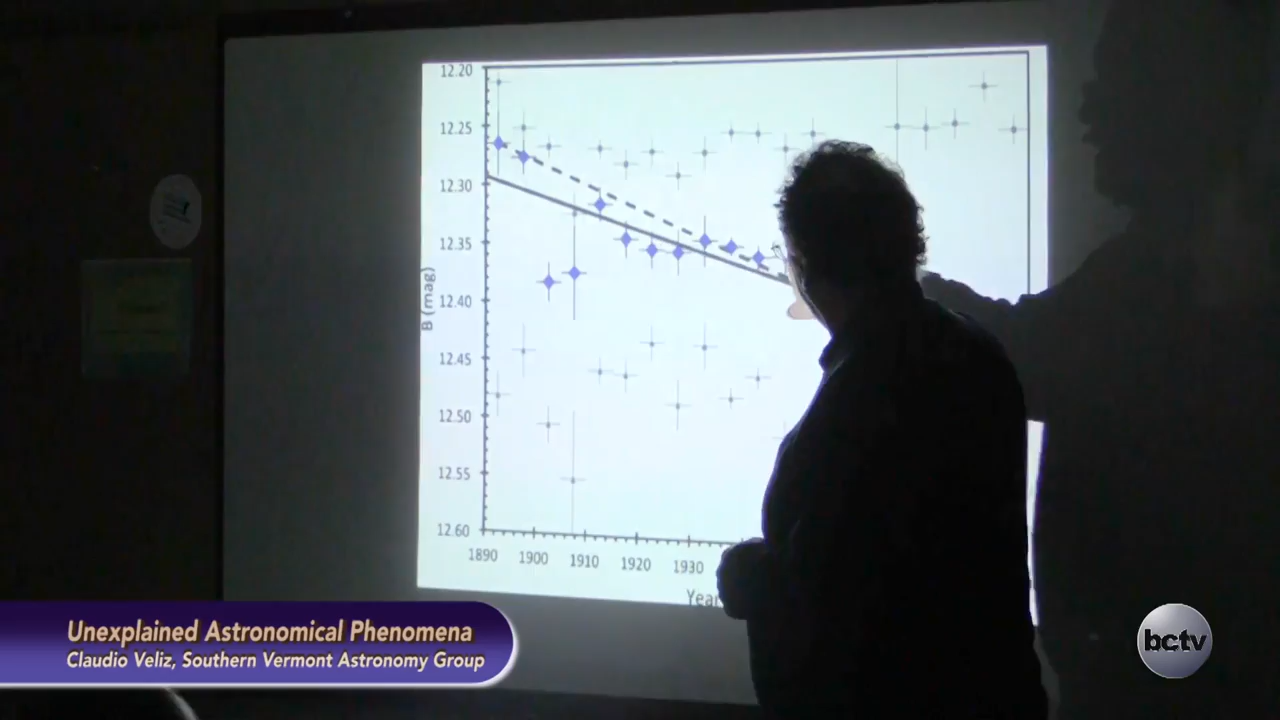 12.20
12.25
12.30
12.35
12.40
12.45
12.50
12.55
12.60
B (mag)
1890 1900 1910 1920 1930
Year
Unexplained Astronomical Phenomena
Claudio Veliz, Southern Vermont Astronomy Group
bctv